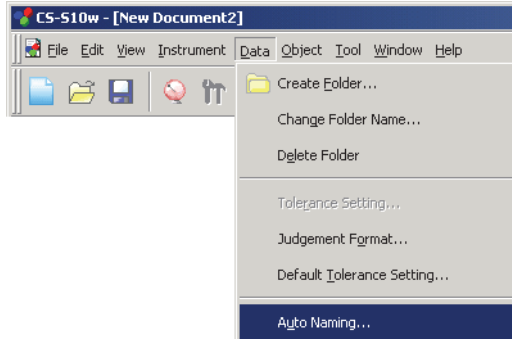 CS-S10w - [New Document2]
File Edit View Instrument Data Object Tool Window Help
Create Folder...
Change Folder Name...
Delete Folder
Tolerance Setting...
Judgement Format...
Default Tolerance Setting...
Auto Naming...